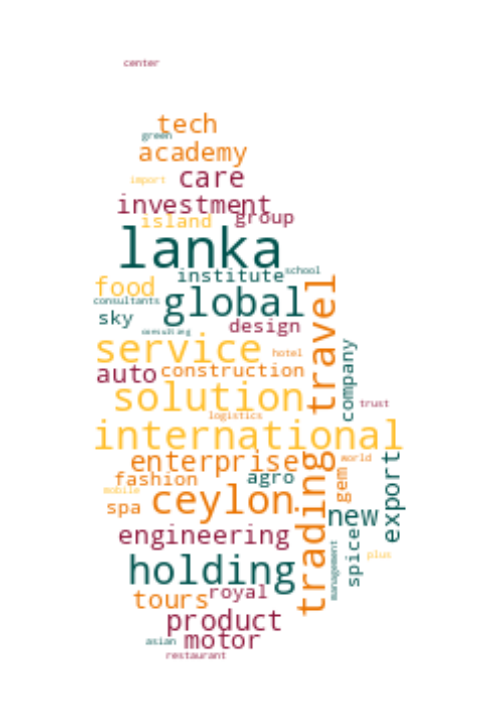 center
tech
green
academy
import care
investment
island group
lanka
institute school
food
consultants global
sky design
consulting
service hotel
auto construction
travel
solution
company
trust
logistics
international
enterprise world
fashion agro gem
mobile
spa ceylon
trading
new export
engineering
management spice plus
holding
tours royal
product
asian motor
restaurant